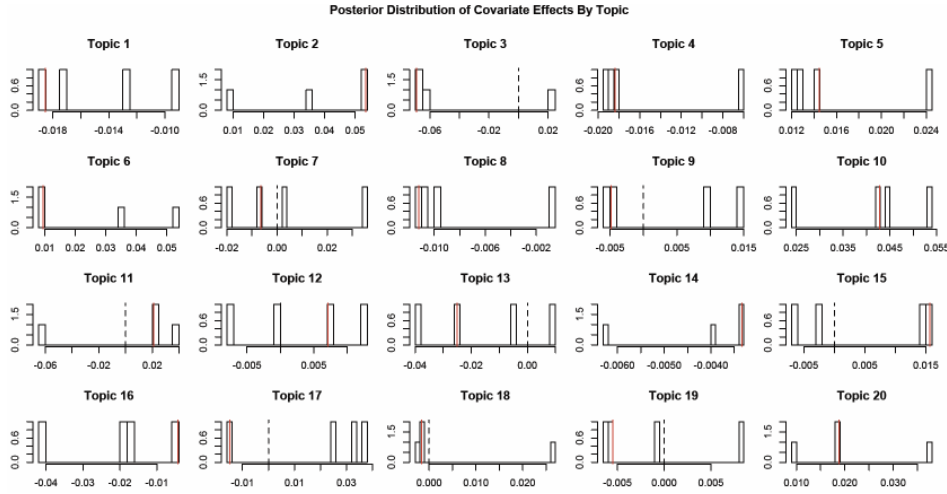 Posterior Distribution of Covariate Effects By Topic
Topic 1
Topic 2
Topic 3
Topic 4
Topic 5
0.0 0.6
-0.018 -0.014 -0.010
0.0 1.5
0.01 0.02 0.03 0.04 0.05
0.0 1.5
-0.06 -0.02 0.02
0.0 0.6
-0.020 -0.016 -0.012 -0.008
0.0 0.6
0.012 0.016 0.020 0.024
Topic 6
Topic 7
Topic 8
Topic 9
Topic 10
0.0 1.5
0.01 0.02 0.03 0.04 0.05
0.0 0.6
-0.02 0.00 0.02
0.0 0.6
-0.010 -0.006 -0.002
0.0 0.6
-0.005 0.005 0.015
0.0 0.6
0.025 0.035 0.045 0.055
Topic 11
Topic 12
Topic 13
Topic 14
Topic 15
0.0 1.5
-0.06 -0.02 0.02
0.0 0.6
-0.005 0.005
0.0 0.6
-0.04 -0.02 0.00
0.0 1.5
-0.0060 -0.0050 -0.0040
0.0 0.6
-0.005 0.005 0.015
Topic 16
Topic 17
Topic 18
Topic 19
Topic 20
0.0 0.6
-0.04 -0.03 -0.02 -0.01
0.0 0.6
-0.01 0.01 0.03
0.0 1.5
0.000 0.010 0.020
0.0 0.6
-0.005 0.000 0.005
0.0 1.5
0.010 0.020 0.030